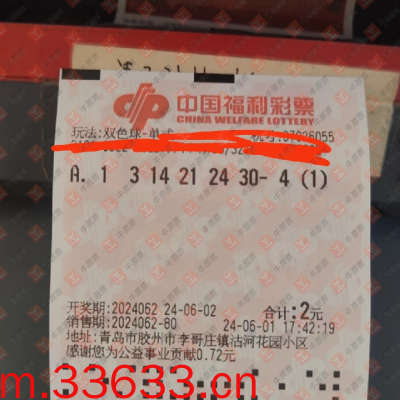 中国福利彩票
CHINA WELFARE LOTTERY
玩法:双色球-单式
A. 1 3 14 21 24 30- 4 (1)
开奖期:2024062 24-06-02 合计:2元
销售期:2024062-80 24-06-01 17:42:19
地址:青岛市胶州市李哥庄镇沽河花园小区
感谢您为公益事业贡献0.72元
m.33633.cn